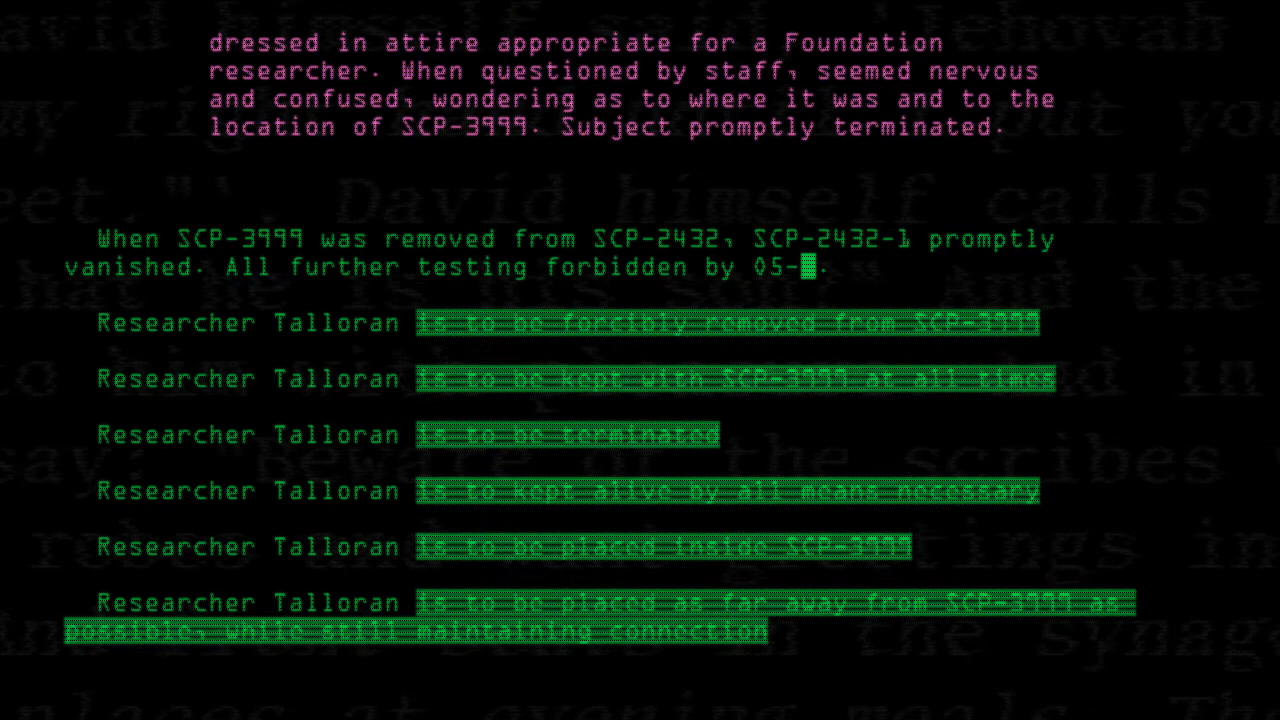 dressed in attire appropriate for a Foundation
researcher. When questioned by staff, seemed nervous
and confused, wondering as to where it was and to the
location of SCP-3999. Subject promptly terminated.
When SCP-3999 was removed from SCP-2432, SCP-2432-1 promptly
vanished. All further testing forbidden by O5-█.
Researcher Talloran is to be forcibly removed from SCP-3999
Researcher Talloran is to be kept with SCP-3999 at all times
Researcher Talloran is to be terminated
Researcher Talloran is to kept alive by all means necessary
Researcher Talloran is to be placed inside SCP-3999
Researcher Talloran is to be placed as far away from SCP-3999 as
possible, while still maintaining connection